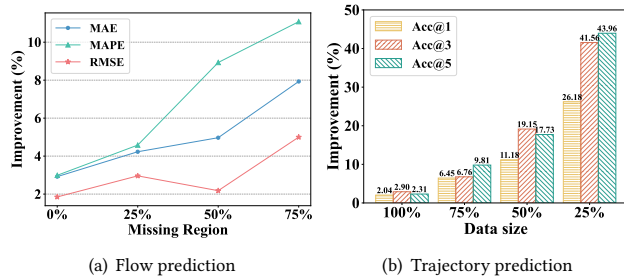 MAE
MAPE
RMSE
Improvement (%)
10
8
6
4
2
0%
25%
50%
75%
Missing Region
(a) Flow prediction
Acc@1
Acc@3
Acc@5
Improvement (%)
50
40
30
20
10
0
2.04
2.90
2.31
6.45
6.76
9.81
11.18
19.15
17.73
26.18
41.56
43.96
100%
75%
50%
25%
Data size
(b) Trajectory prediction